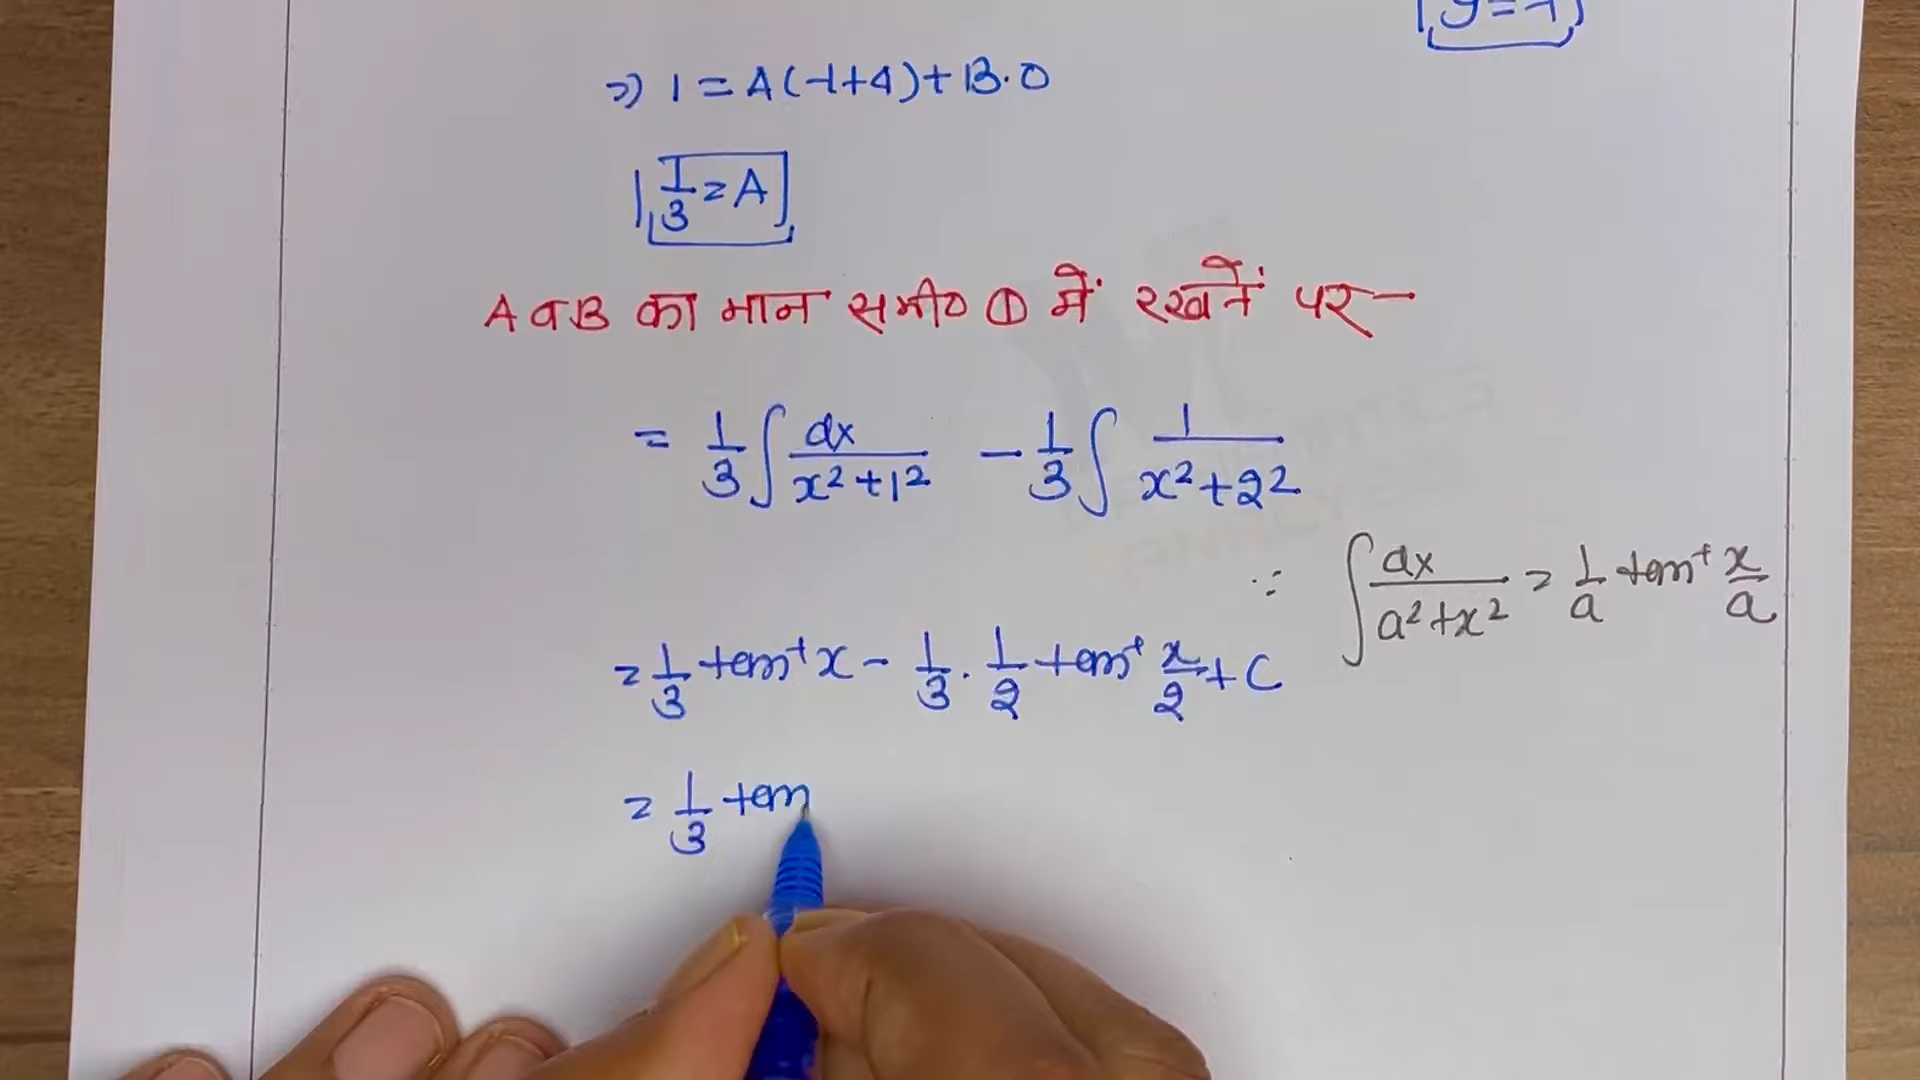 y=-1
⇒ 1 = A(-1+4)+B.0
1/3 = A
A व B का मान समी० ① में रखनें पर-
= 1/3 ∫ dx/(x²+1²) - 1/3 ∫ 1/(x²+2²)
∵ ∫ dx/(a²+x²) = 1/a tan⁻¹ x/a
= 1/3 tan⁻¹ x - 1/3 . 1/2 tan⁻¹ x/2 + C
= 1/3 tan